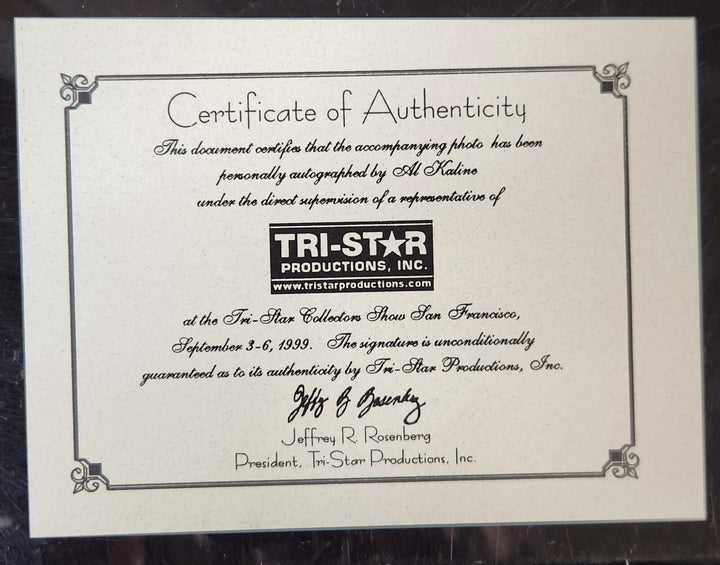 Certificate of Authenticity
This document certifies that the accompanying photo has been
personally autographed by Al Kaline
under the direct supervision of a representative of
TRI-ST★R
PRODUCTIONS, INC.
www.tristarproductions.com
at the Tri-Star Collectors Show San Francisco,
September 3-6, 1999. The signature is unconditionally
guaranteed as to its authenticity by Tri-Star Productions, Inc.
Jeffrey R. Rosenberg
Jeffrey R. Rosenberg
President, Tri-Star Productions, Inc.